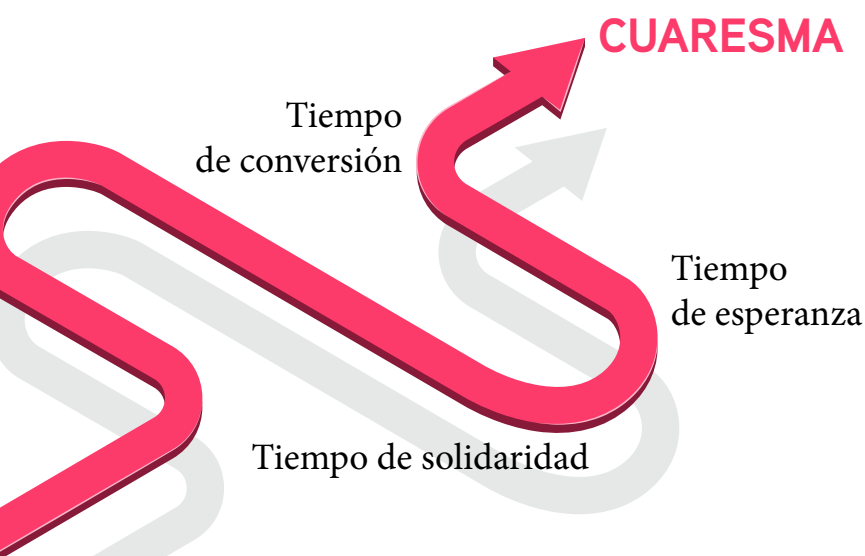 CUARESMA
Tiempo
de conversión
Tiempo
de esperanza
Tiempo de solidaridad